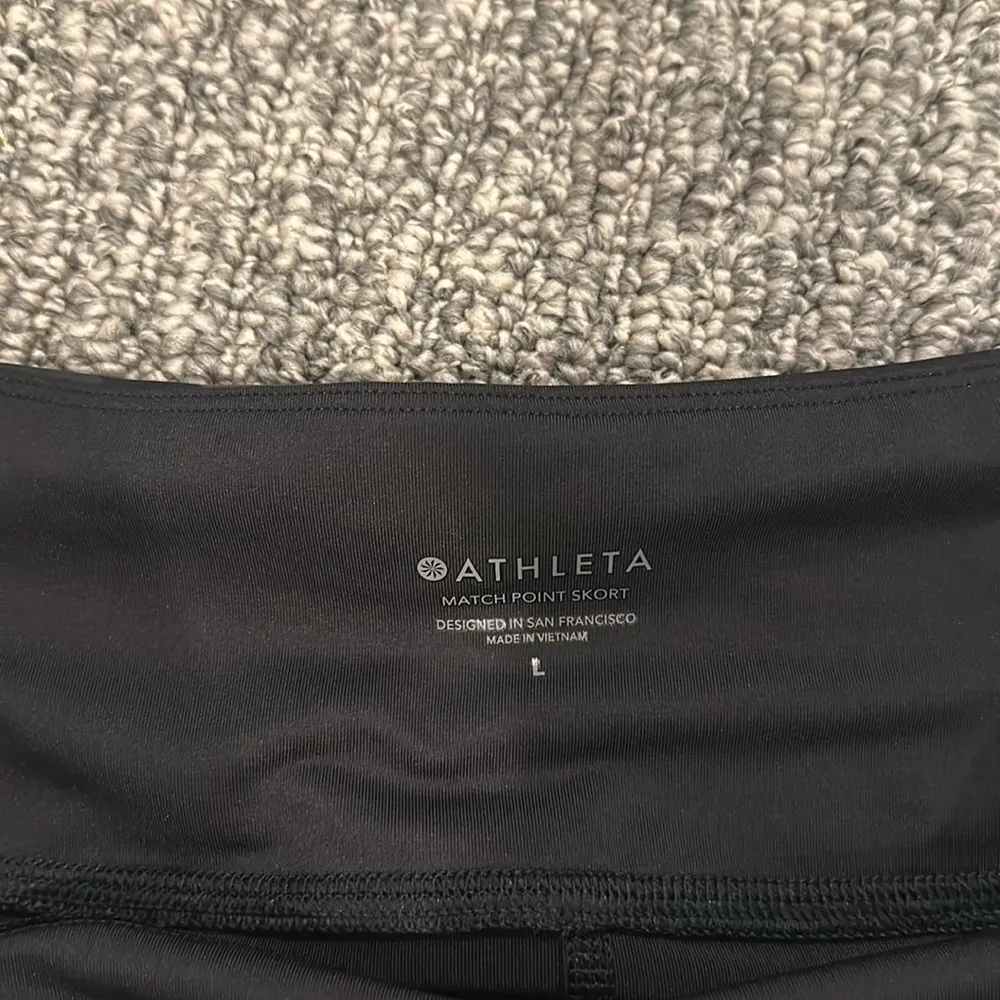 ATHLETA
MATCH POINT SKORT
DESIGNED IN SAN FRANCISCO
MADE IN VIETNAM
L